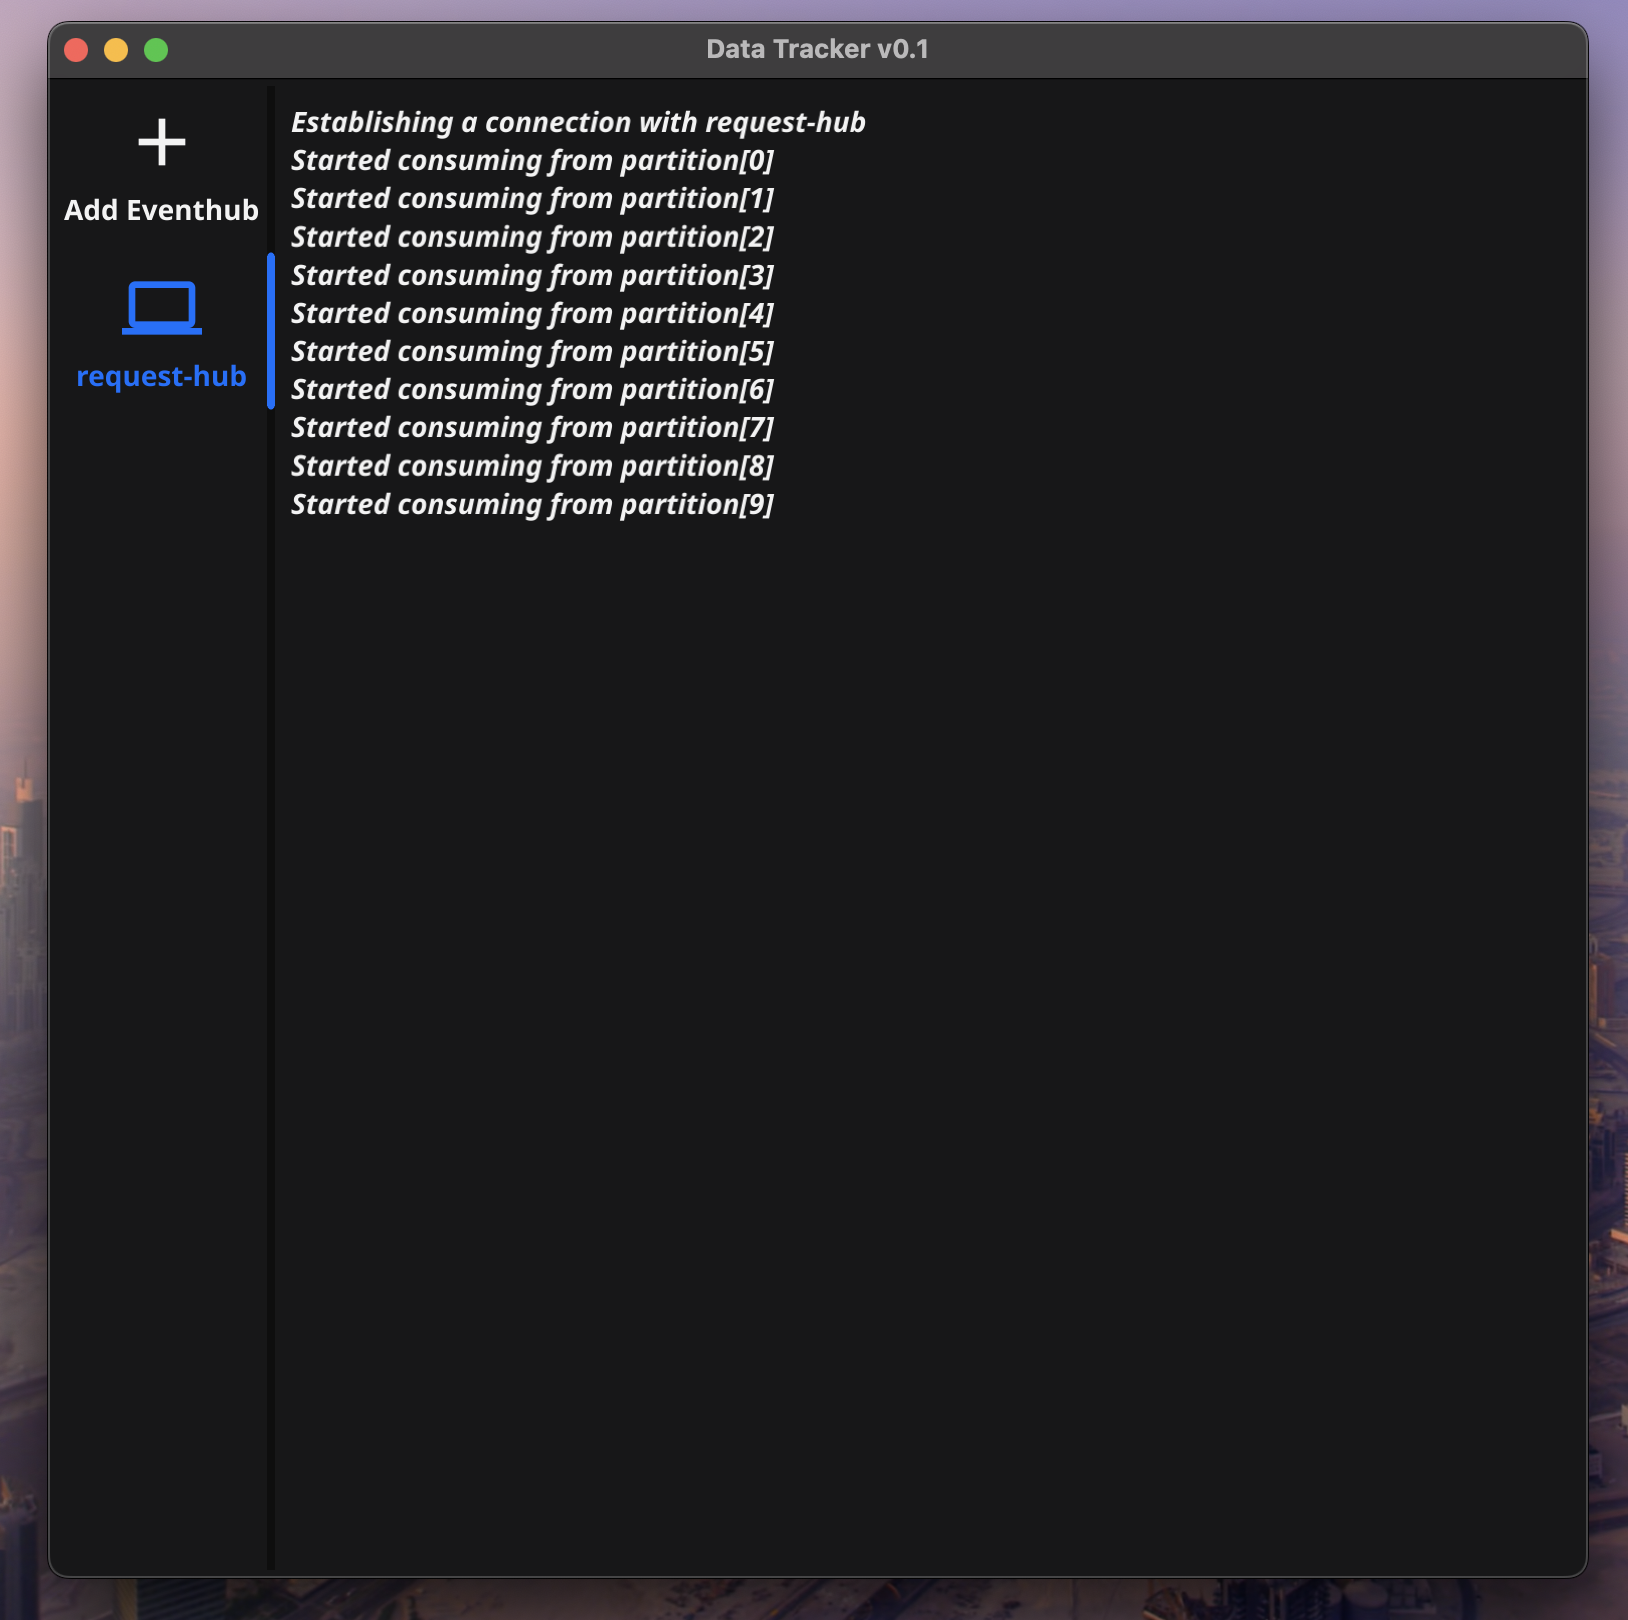 Data Tracker v0.1
Add Eventhub
request-hub
Establishing a connection with request-hub
Started consuming from partition[0]
Started consuming from partition[1]
Started consuming from partition[2]
Started consuming from partition[3]
Started consuming from partition[4]
Started consuming from partition[5]
Started consuming from partition[6]
Started consuming from partition[7]
Started consuming from partition[8]
Started consuming from partition[9]